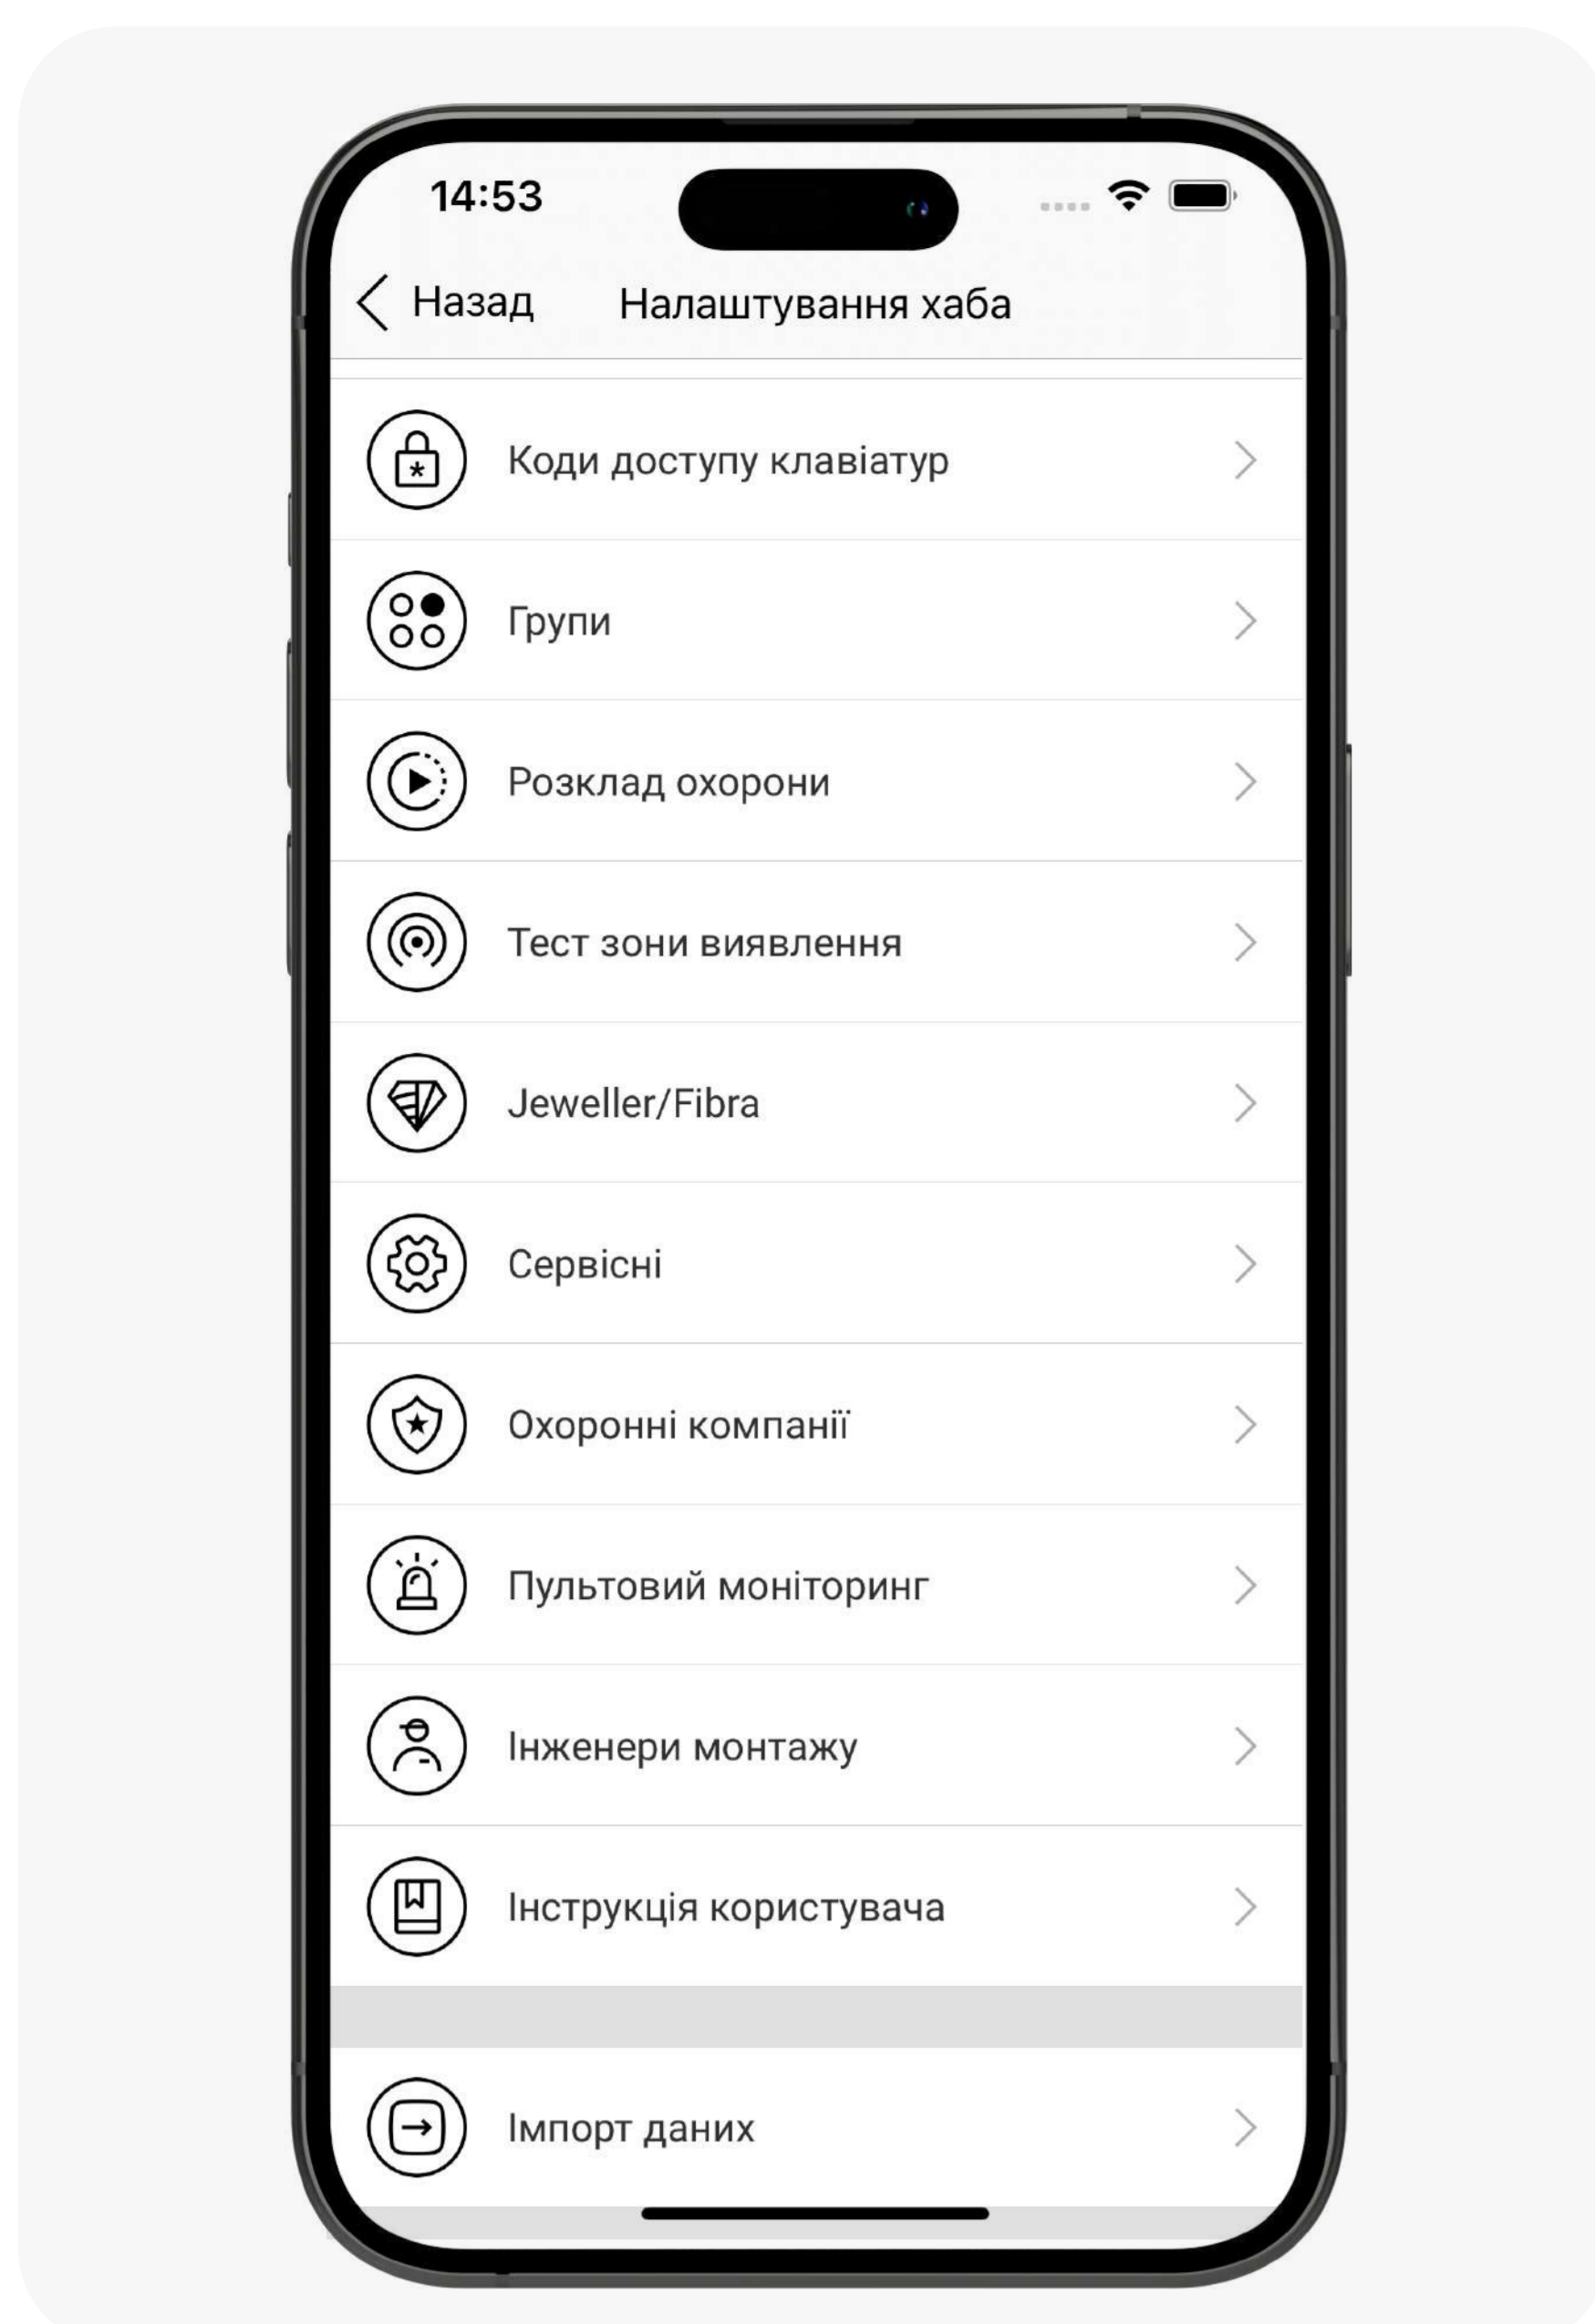 14:53
Назад
Налаштування хаба
Коди доступу клавіатур
Групи
Розклад охорони
Тест зони виявлення
Jeweller/Fibra
Сервісні
Охоронні компанії
Пультовий моніторинг
Інженери монтажу
Інструкція користувача
Імпорт даних